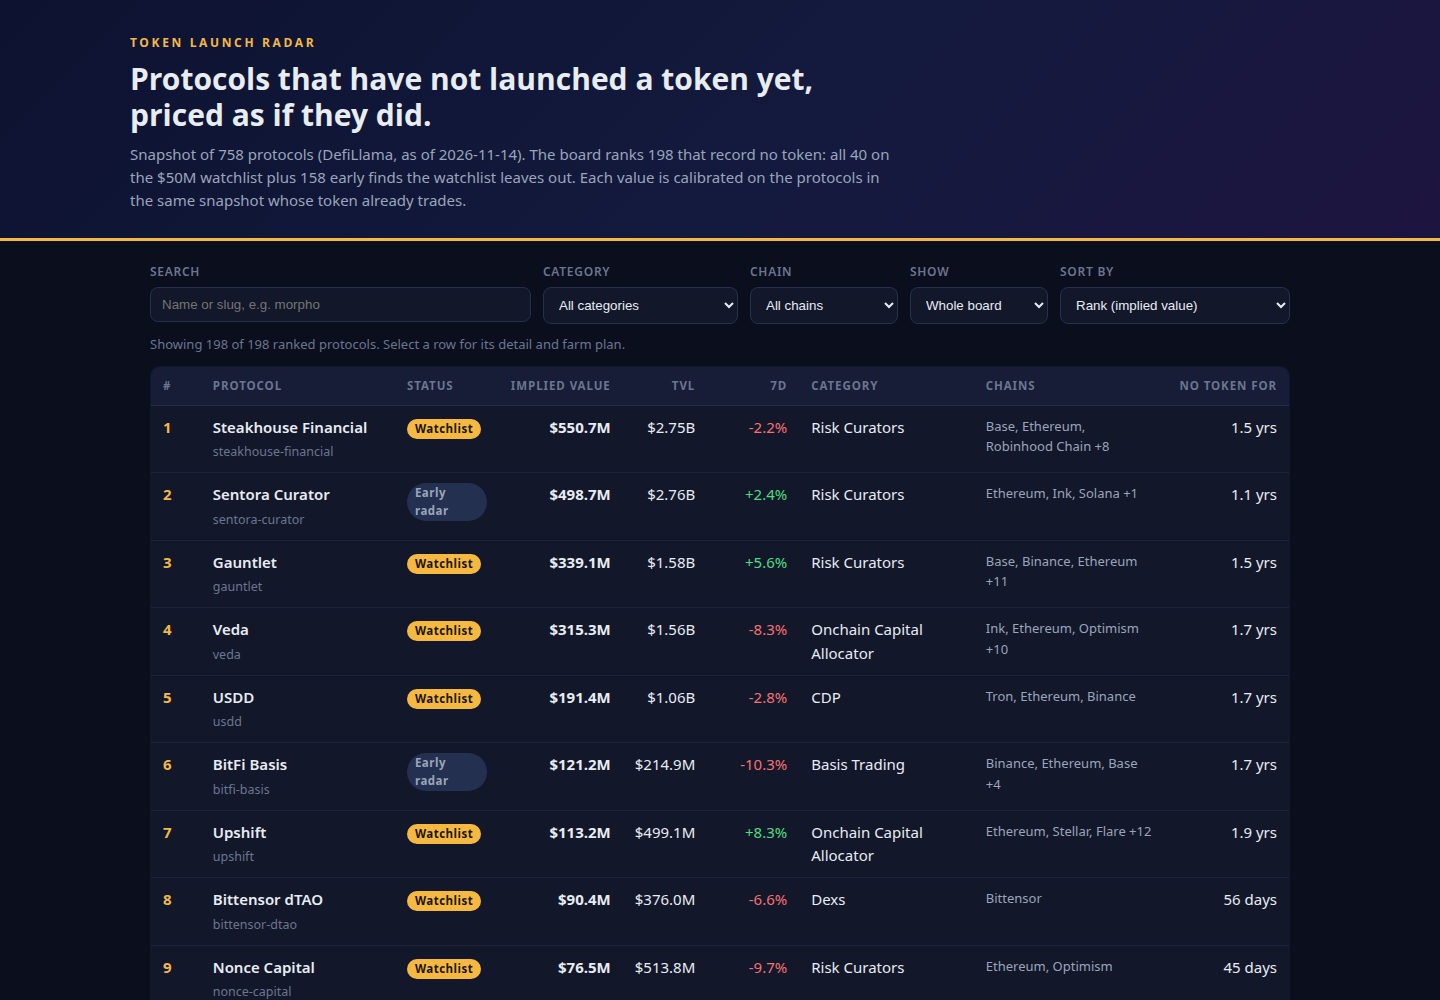 TOKEN LAUNCH RADAR
Protocols that have not launched a token yet,
priced as if they did.
Snapshot of 758 protocols (DefiLlama, as of 2026-11-14). The board ranks 198 that record no token: all 40 on
the $50M watchlist plus 158 early finds the watchlist leaves out. Each value is calibrated on the protocols in
the same snapshot whose token already trades.
SEARCH CATEGORY CHAIN SHOW SORT BY
Name or slug, e.g. morpho All categories All chains Whole board Rank (implied value)
Showing 198 of 198 ranked protocols. Select a row for its detail and farm plan.
# PROTOCOL STATUS IMPLIED VALUE TVL 7D CATEGORY CHAINS NO TOKEN FOR
1 Steakhouse Financial Watchlist $550.7M $2.75B -2.2% Risk Curators Base, Ethereum, 1.5 yrs
steakhouse-financial Robinhood Chain +8
2 Sentora Curator Early $498.7M $2.76B +2.4% Risk Curators Ethereum, Ink, Solana +1 1.1 yrs
sentora-curator radar
3 Gauntlet Watchlist $339.1M $1.58B +5.6% Risk Curators Base, Binance, Ethereum 1.5 yrs
gauntlet +11
4 Veda Watchlist $315.3M $1.56B -8.3% Onchain Capital Ink, Ethereum, Optimism 1.7 yrs
veda Allocator +10
5 USDD Watchlist $191.4M $1.06B -2.8% CDP Tron, Ethereum, Binance 1.7 yrs
usdd
6 BitFi Basis Early $121.2M $214.9M -10.3% Basis Trading Binance, Ethereum, Base 1.7 yrs
bitfi-basis radar +4
7 Upshift Watchlist $113.2M $499.1M +8.3% Onchain Capital Ethereum, Stellar, Flare +12 1.9 yrs
upshift Allocator
8 Bittensor dTAO Watchlist $90.4M $376.0M -6.6% Dexs Bittensor 56 days
bittensor-dtao
9 Nonce Capital Watchlist $76.5M $513.8M -9.7% Risk Curators Ethereum, Optimism 45 days
nonce-capital